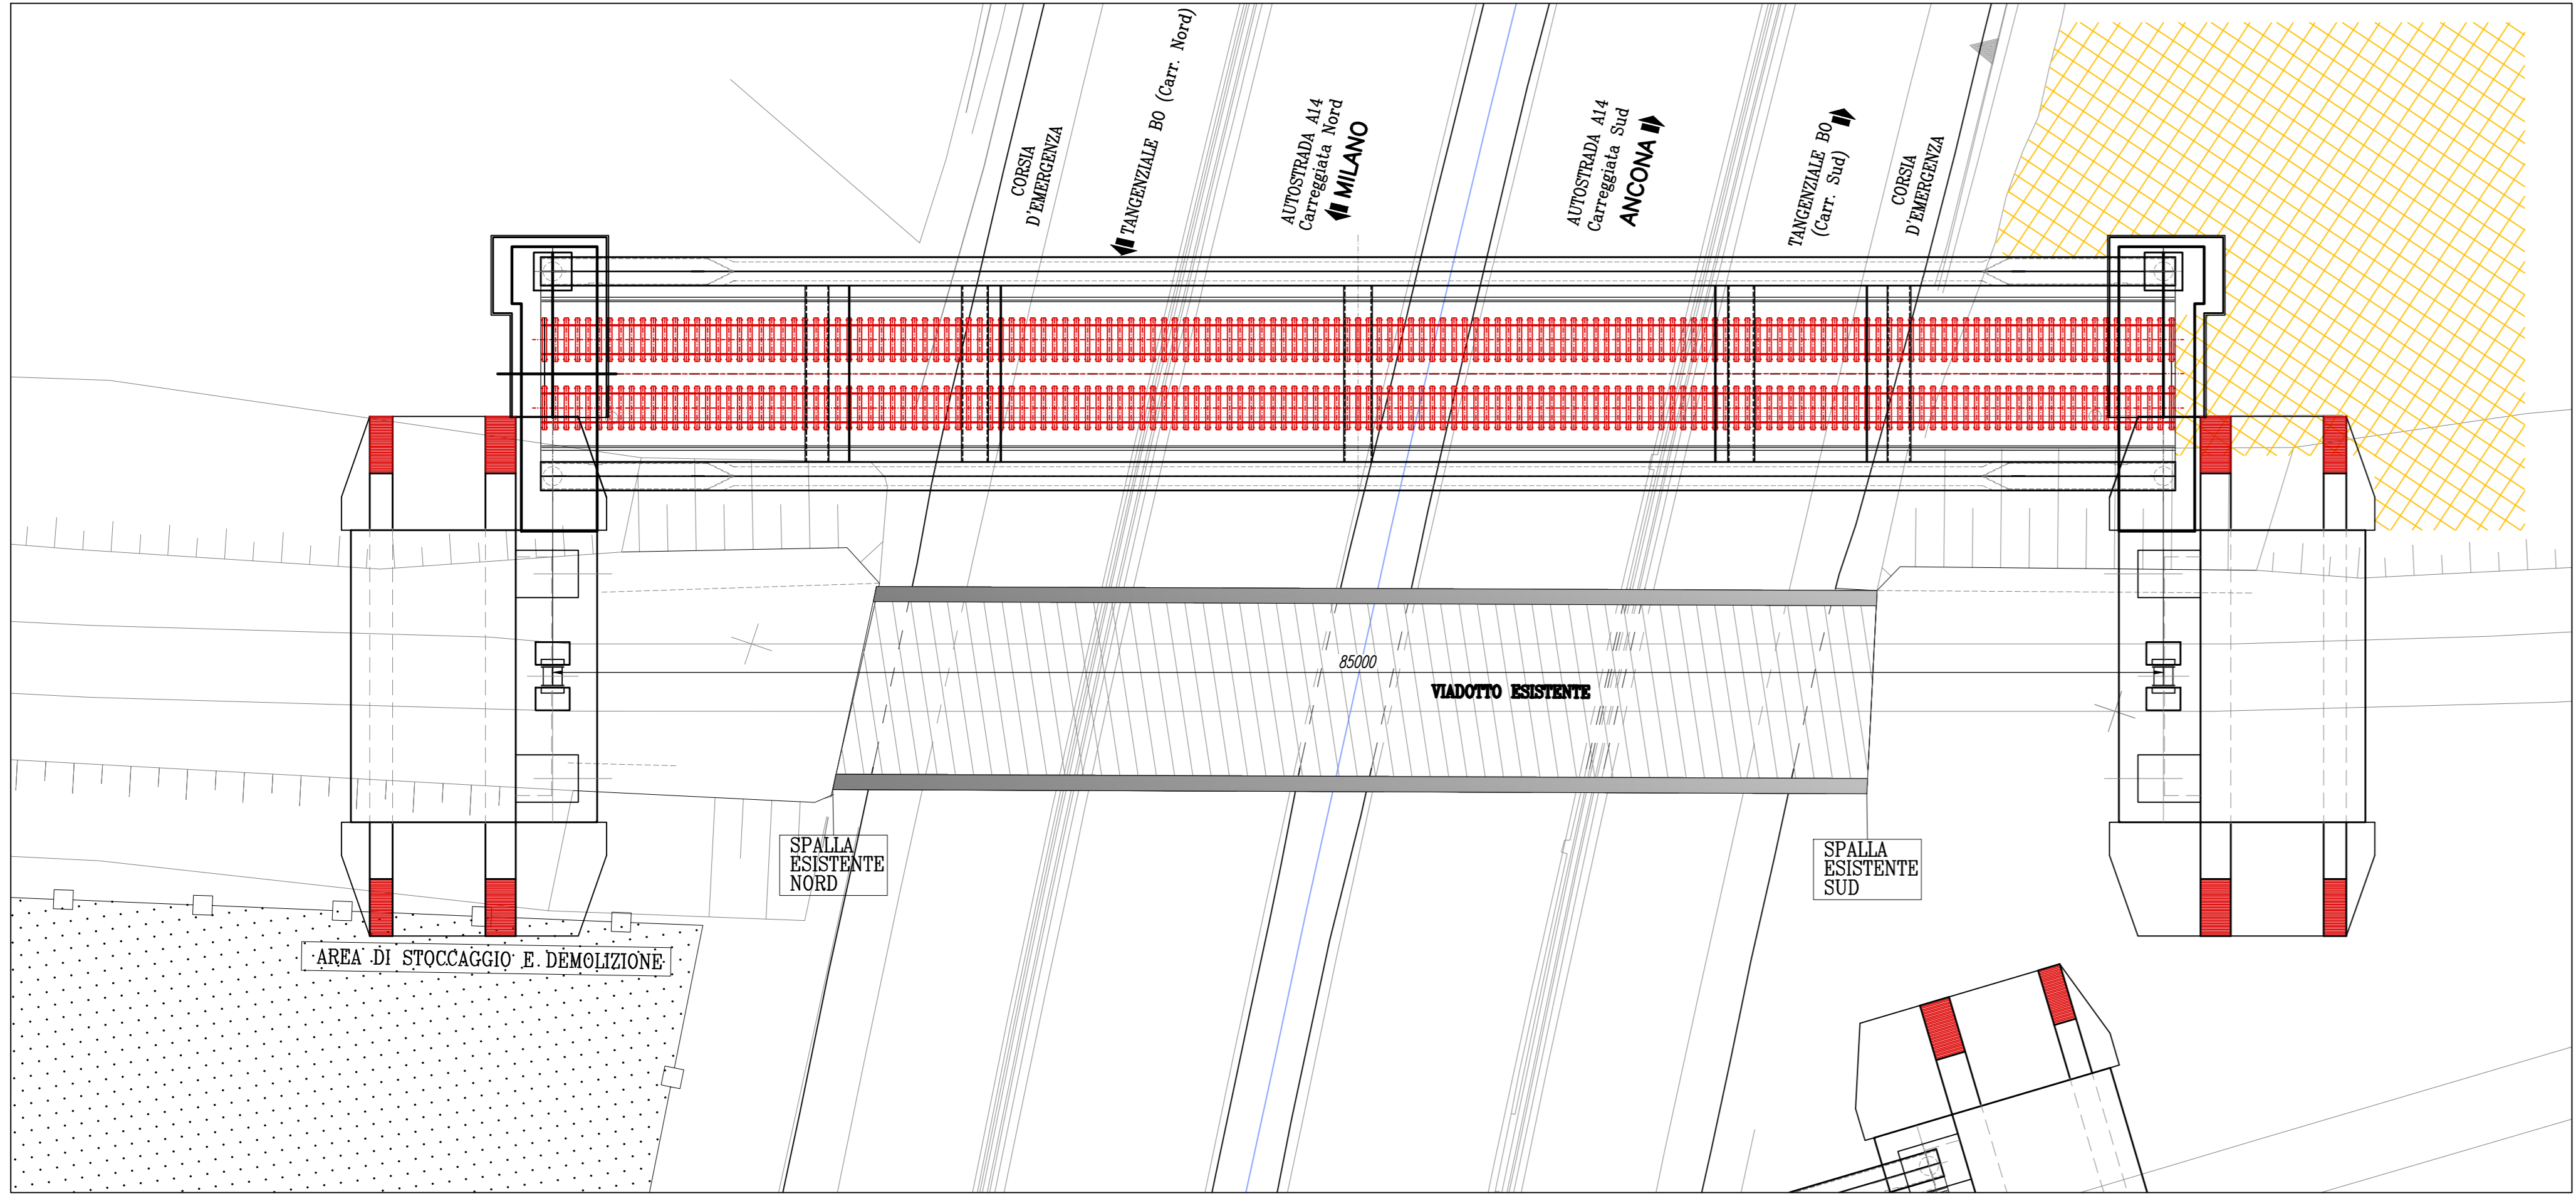 CORSIA
D'EMERGENZA
TANGENZIALE BO (Carr. Nord)
AUTOSTRADA A14
Carreggiata Nord
MILANO
AUTOSTRADA A14
Carreggiata Sud
ANCONA
TANGENZIALE BO
(Carr. Sud)
CORSIA
D'EMERGENZA
85000
VIADOTTO ESISTENTE
SPALLA
ESISTENTE
NORD
SPALLA
ESISTENTE
SUD
AREA DI STOCCAGGIO E DEMOLIZIONE